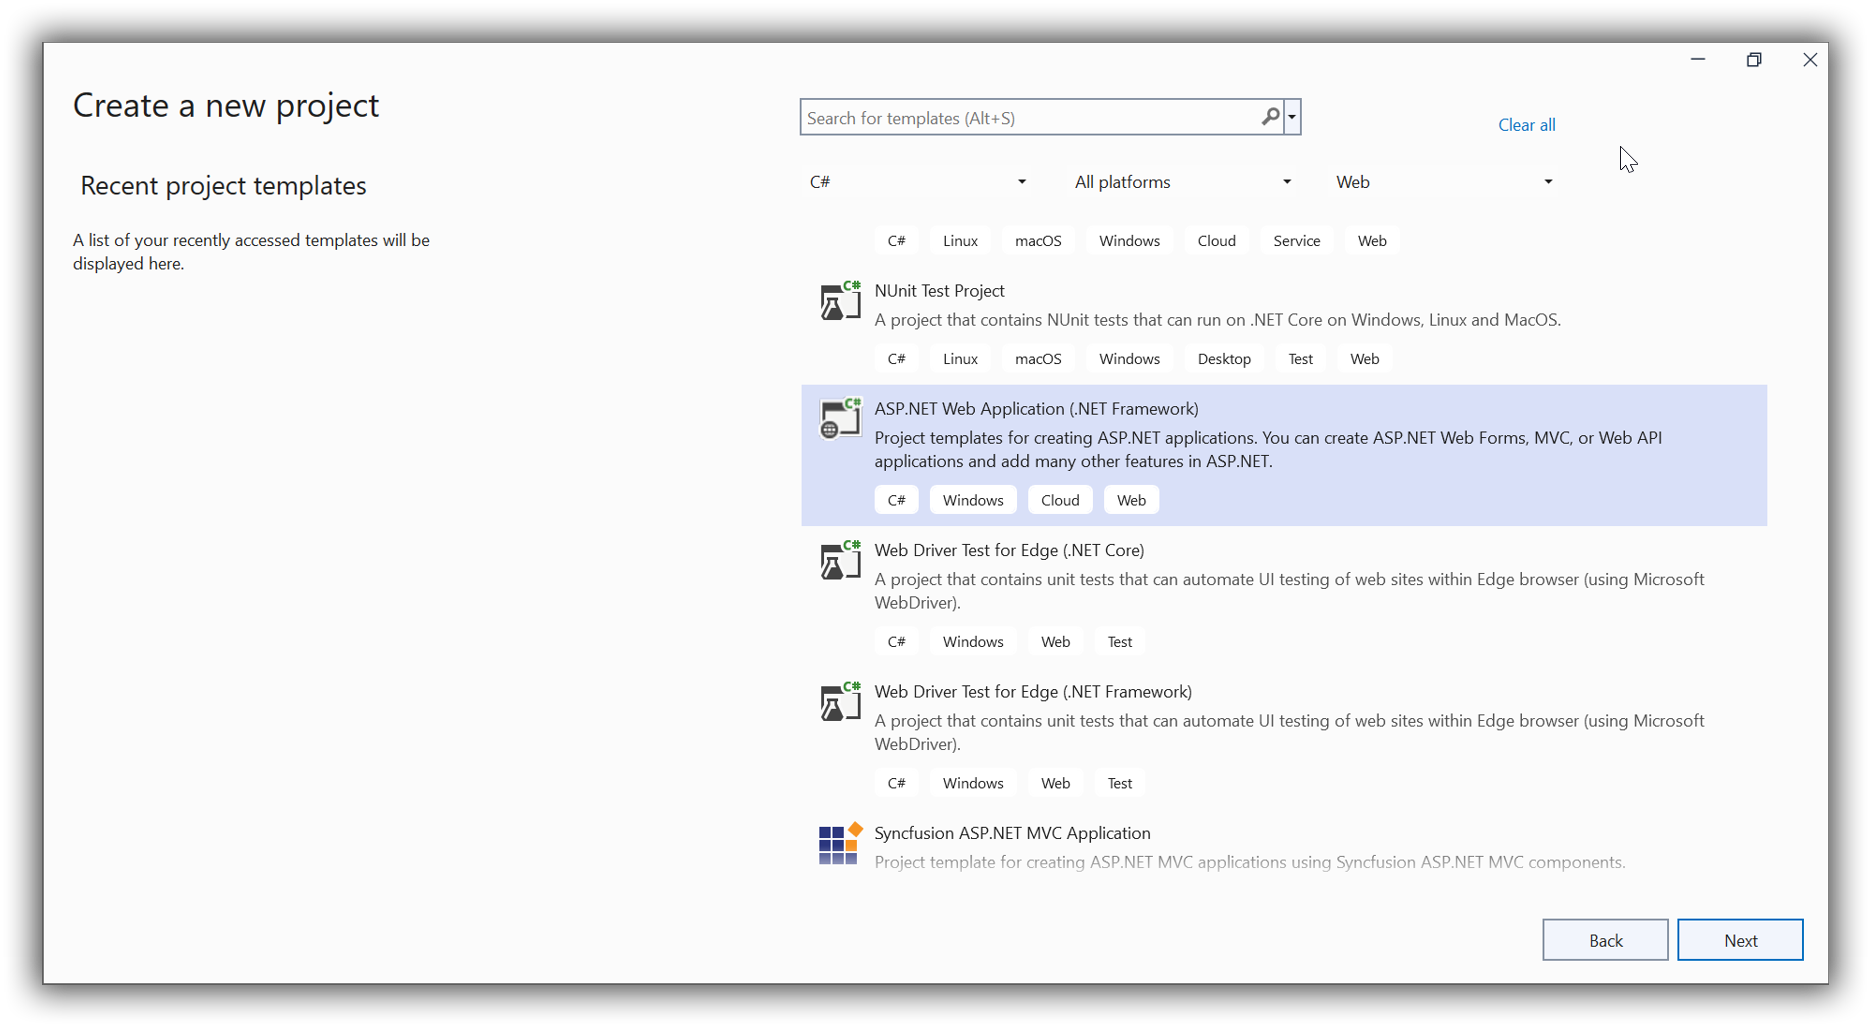 Create a new project
Search for templates (Alt+S)
Clear all
Recent project templates
A list of your recently accessed templates will be
displayed here.
C# All platforms Web
C# Linux macOS Windows Cloud Service Web
C#
NUnit Test Project
A project that contains NUnit tests that can run on .NET Core on Windows, Linux and MacOS.
C# Linux macOS Windows Desktop Test Web
C#
ASP.NET Web Application (.NET Framework)
Project templates for creating ASP.NET applications. You can create ASP.NET Web Forms, MVC, or Web API
applications and add many other features in ASP.NET.
C# Windows Cloud Web
C#
Web Driver Test for Edge (.NET Core)
A project that contains unit tests that can automate UI testing of web sites within Edge browser (using Microsoft
WebDriver).
C# Windows Web Test
C#
Web Driver Test for Edge (.NET Framework)
A project that contains unit tests that can automate UI testing of web sites within Edge browser (using Microsoft
WebDriver).
C# Windows Web Test
Syncfusion ASP.NET MVC Application
Project template for creating ASP.NET MVC applications using Syncfusion ASP.NET MVC components.
Back Next